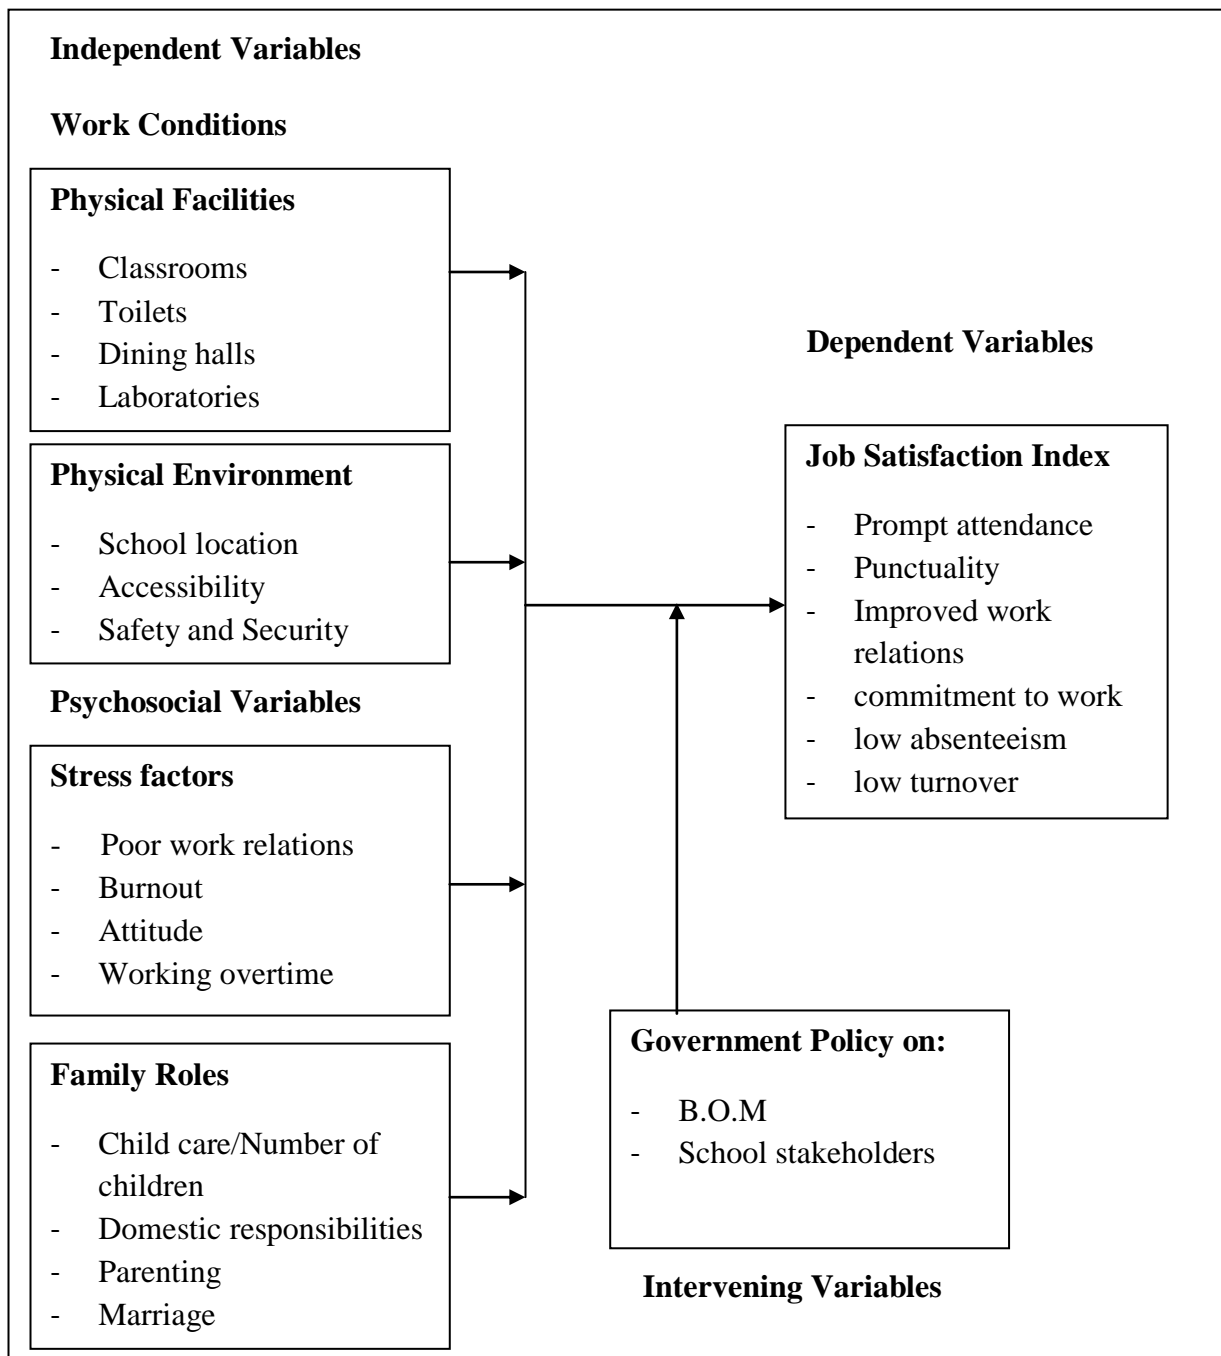 Independent Variables
Work Conditions
Physical Facilities
- Classrooms
- Toilets
- Dining halls
- Laboratories
Physical Environment
- School location
- Accessibility
- Safety and Security
Psychosocial Variables
Stress factors
- Poor work relations
- Burnout
- Attitude
- Working overtime
Family Roles
- Child care/Number of
children
- Domestic responsibilities
- Parenting
- Marriage
Dependent Variables
Job Satisfaction Index
- Prompt attendance
- Punctuality
- Improved work
relations
- commitment to work
- low absenteeism
- low turnover
Government Policy on:
- B.O.M
- School stakeholders
Intervening Variables